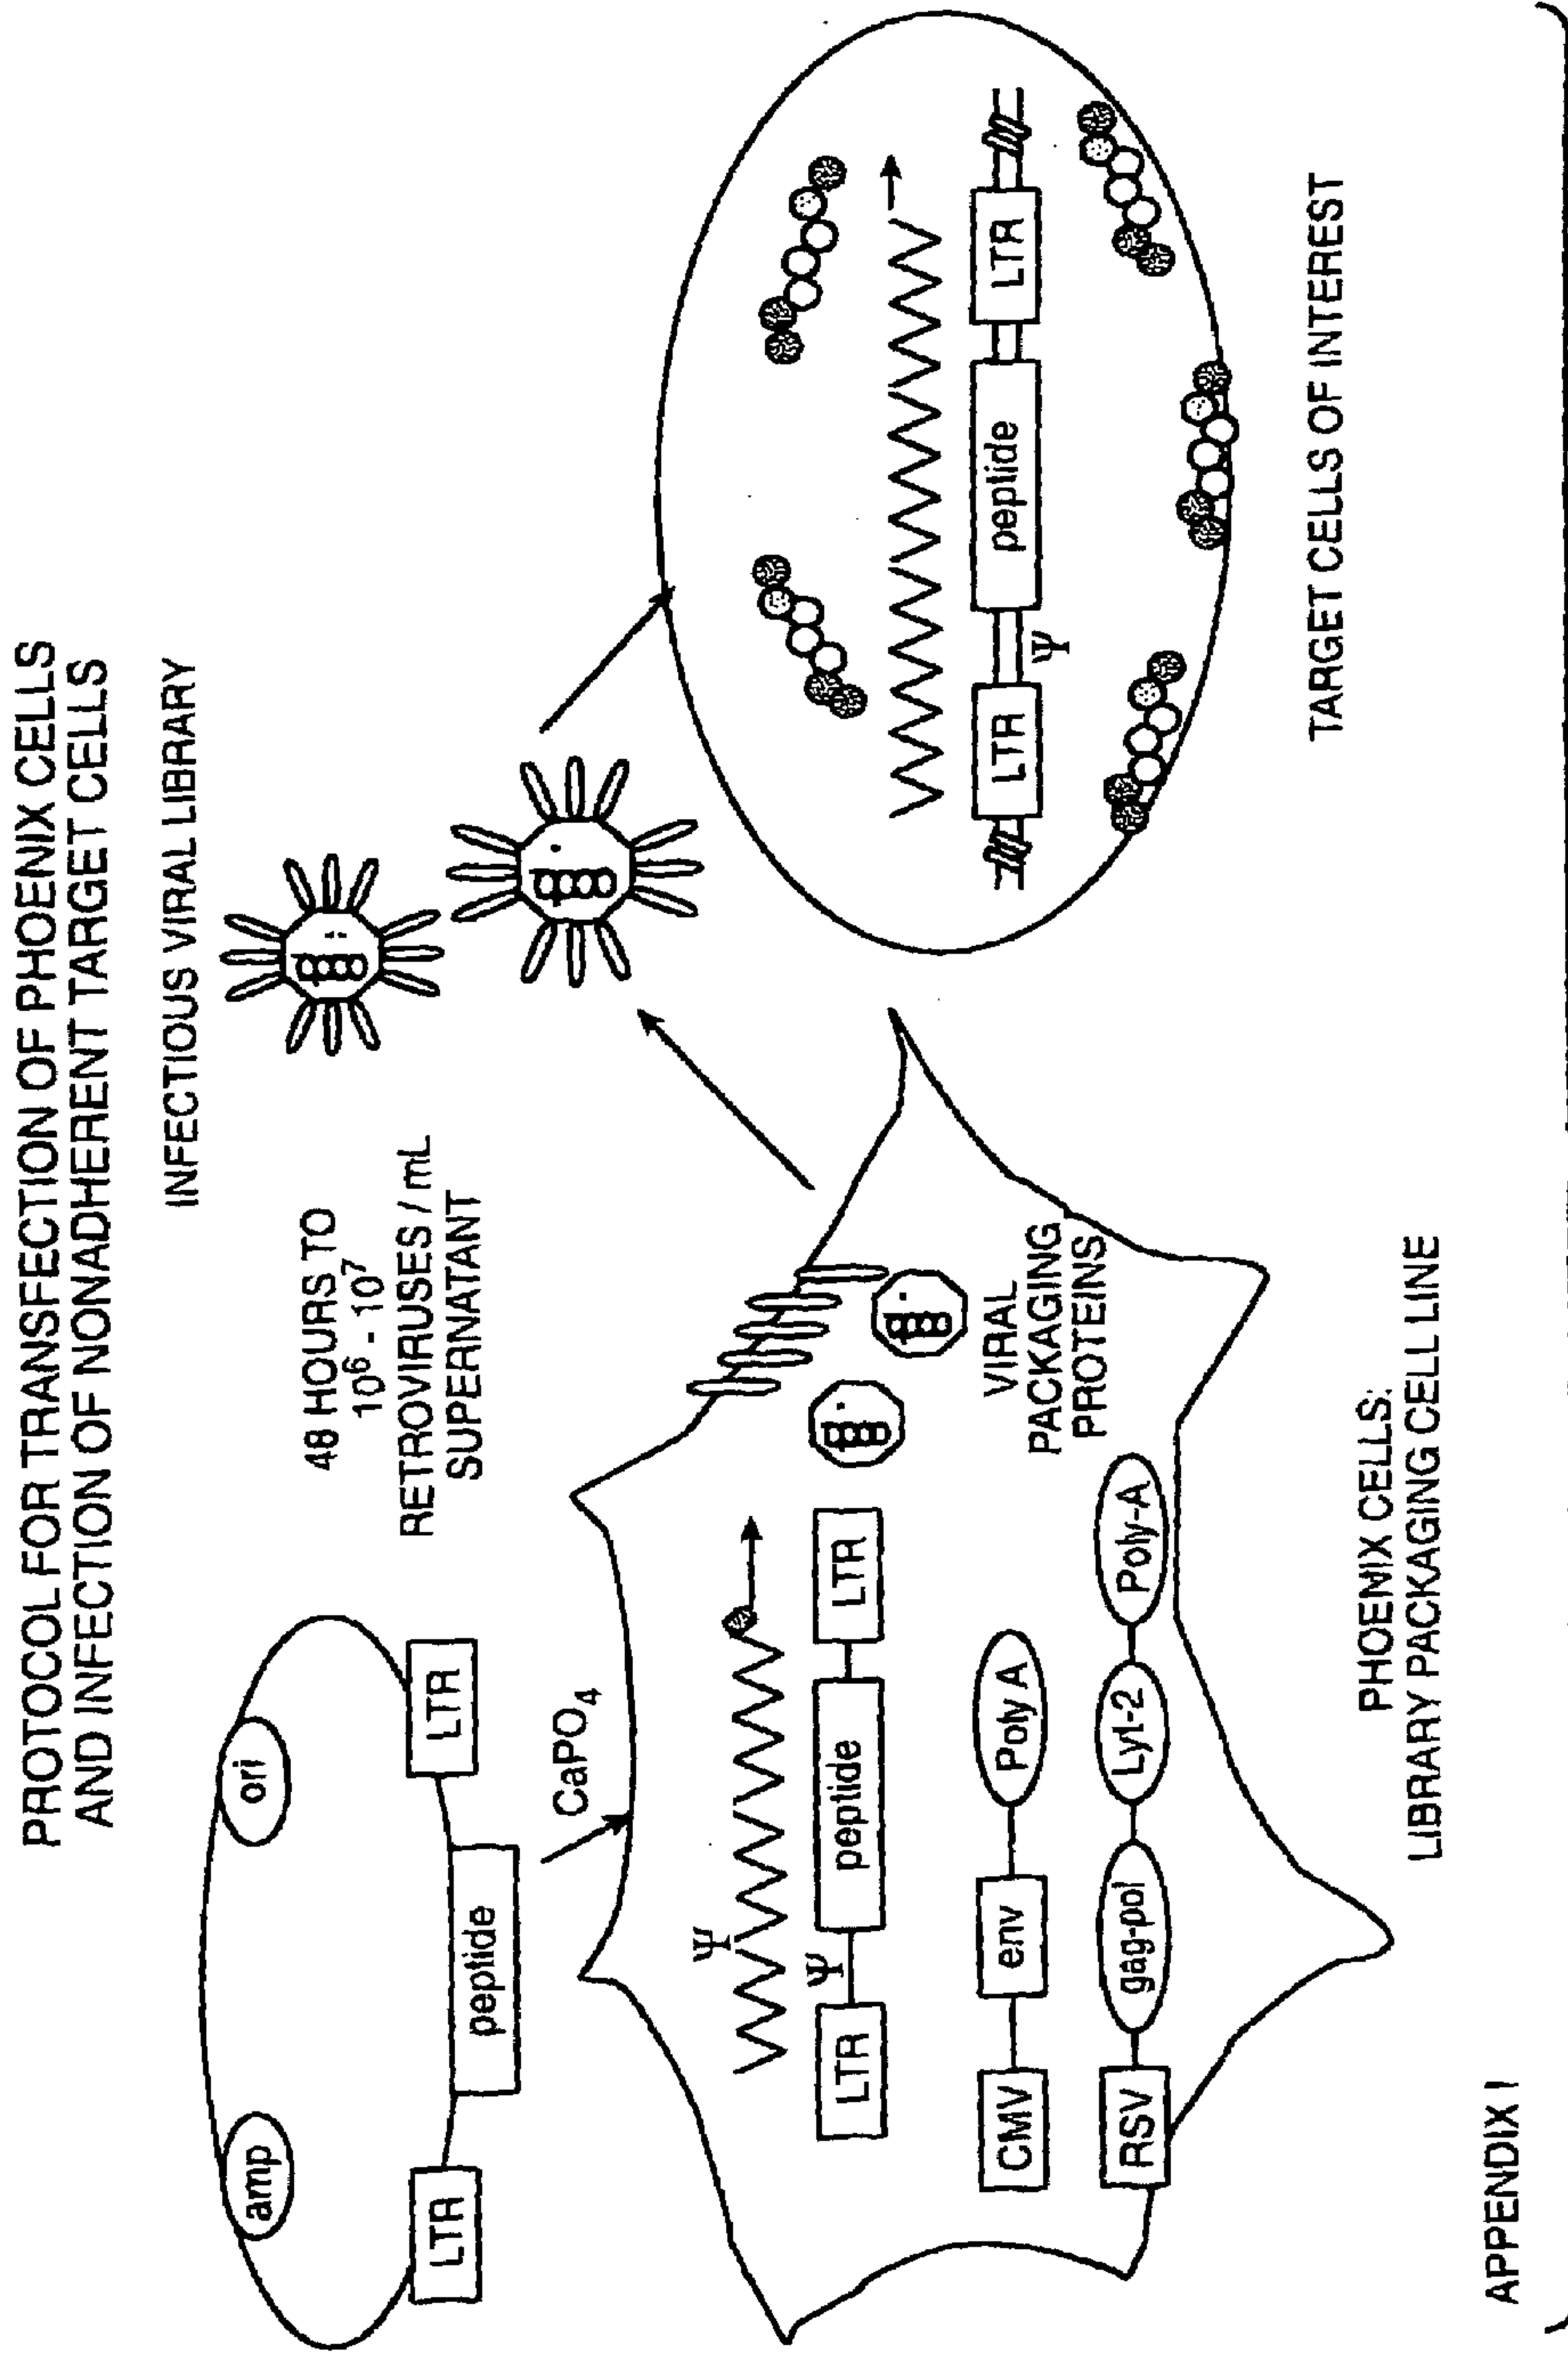 PROTOCOL FOR TRANSFECTION OF PHOENIX CELLS
AND INFECTION OF NONADHERENT TARGET CELLS
INFECTIOUS VIRAL LIBRARY
amp
ori
LTR
peptide
LTR
48 HOURS TO
10⁶ - 10⁷
RETROVIRUSES / mL
SUPERNATANT
CaPO₄
Ψ
Ψ
LTR
peptide
LTR
CMV
env
Poly A
RSV
gag-pol
Lyt-2
Poly-A
VIRAL
PACKAGING
PROTEINS
LTR
Ψ
peptide
LTR
TARGET CELLS OF INTEREST
PHOENIX CELLS:
LIBRARY PACKAGING CELL LINE
APPENDIX I